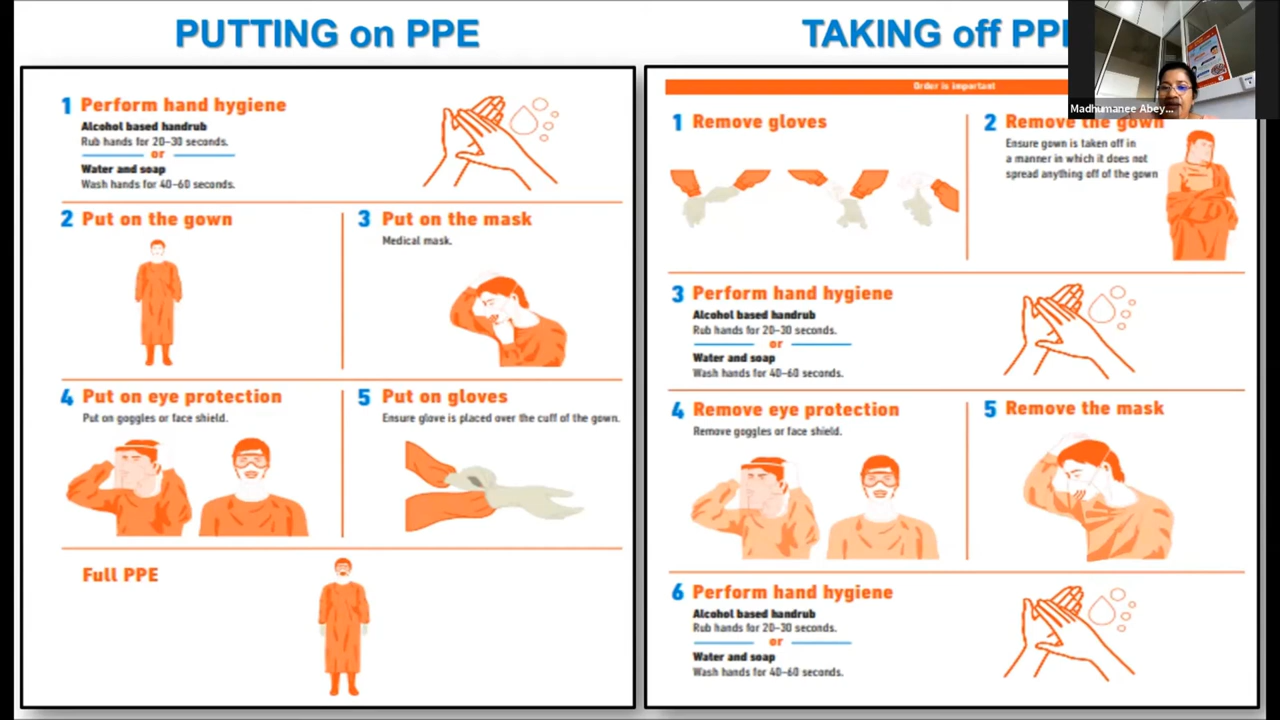 PUTTING on PPE
1 Perform hand hygiene
Alcohol based handrub
Rub hands for 20–30 seconds.
or
Water and soap
Wash hands for 40–60 seconds.
2 Put on the gown
3 Put on the mask
Medical mask.
4 Put on eye protection
Put on goggles or face shield.
5 Put on gloves
Ensure glove is placed over the cuff of the gown.
Full PPE
TAKING off PPE
Order is important
Madhumanee Abey...
1 Remove gloves
2 Remove the gown
Ensure gown is taken off in
a manner in which it does not
spread anything off of the gown
3 Perform hand hygiene
Alcohol based handrub
Rub hands for 20–30 seconds.
or
Water and soap
Wash hands for 40–60 seconds.
4 Remove eye protection
Remove goggles or face shield.
5 Remove the mask
6 Perform hand hygiene
Alcohol based handrub
Rub hands for 20–30 seconds.
or
Water and soap
Wash hands for 40–60 seconds.